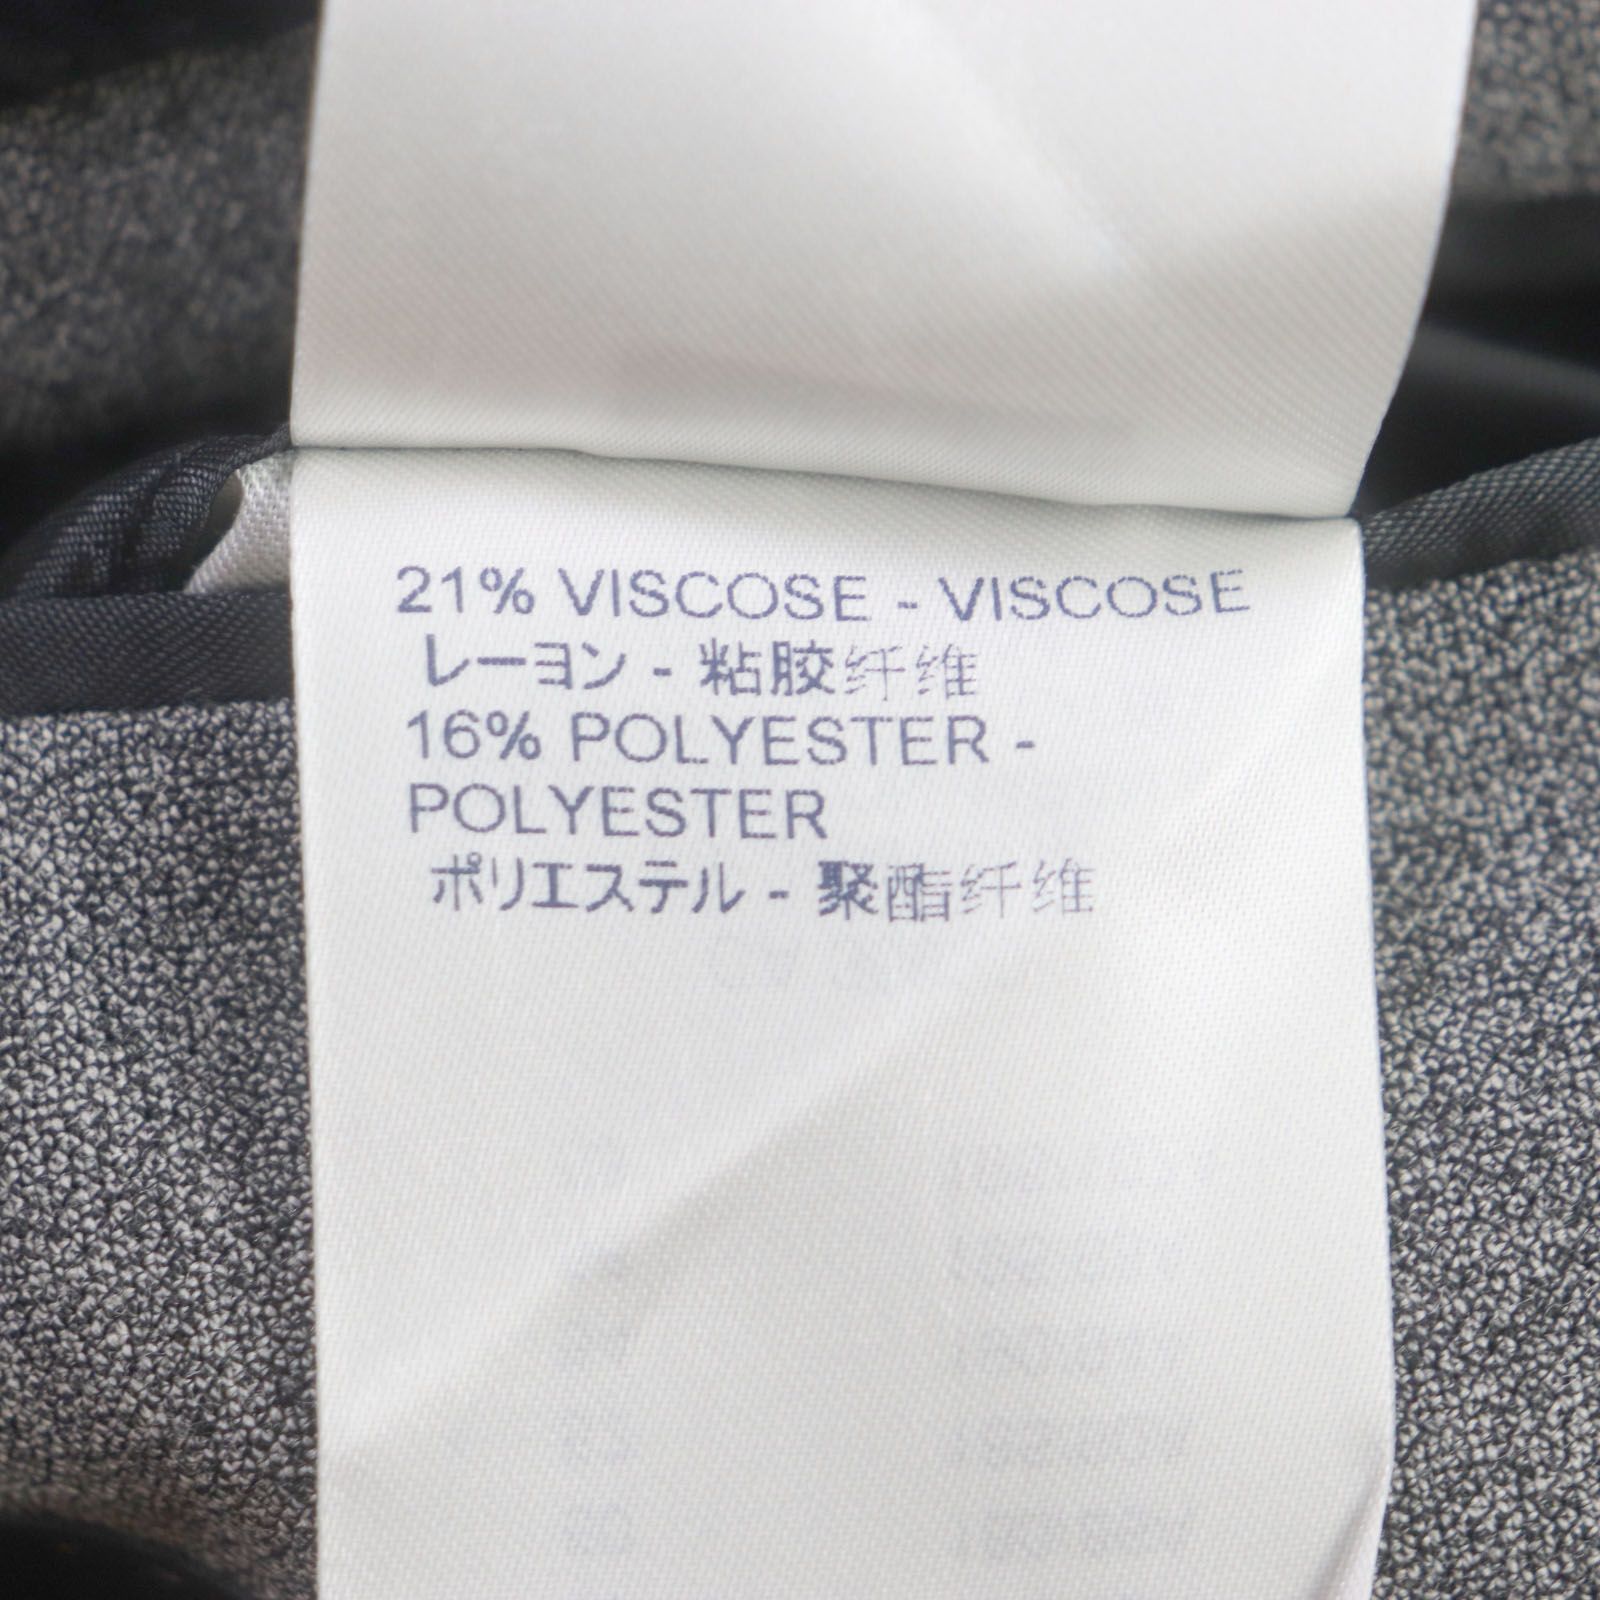 21% VISCOSE - VISCOSE
レーヨン - 粘胶纤维
16% POLYESTER -
POLYESTER
ポリエステル - 聚酯纤维